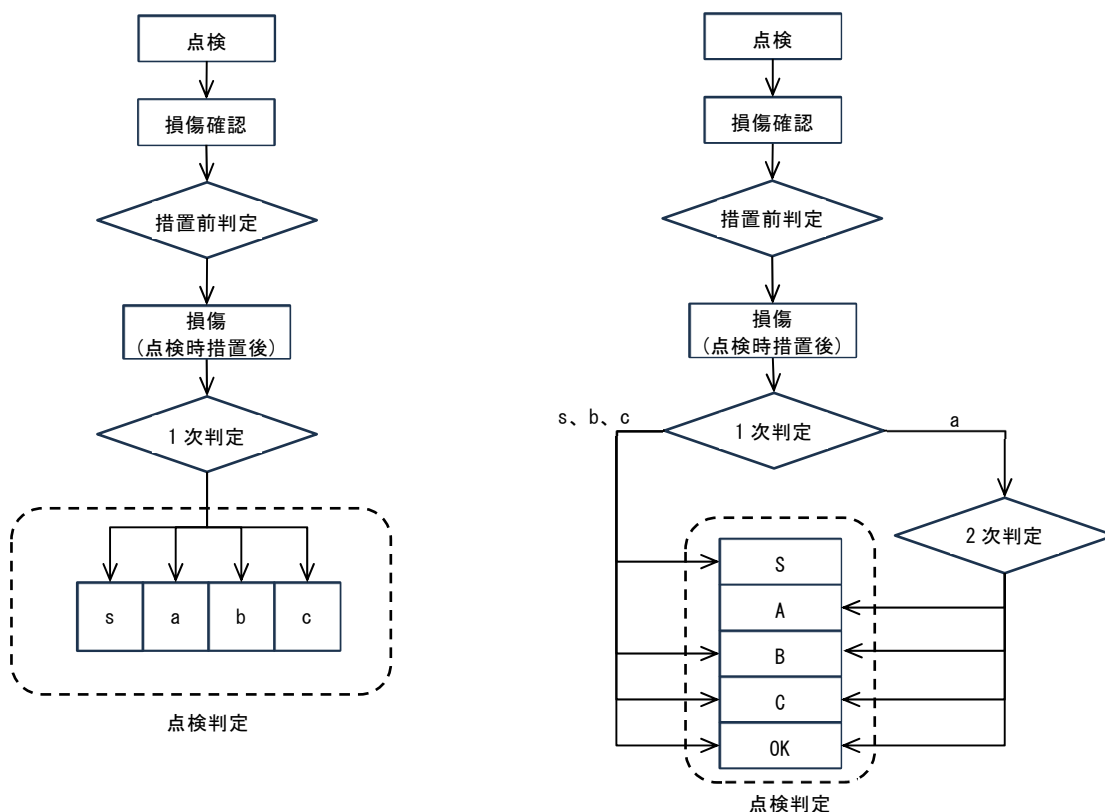 点検
損傷確認
措置前判定
損傷
(点検時措置後)
1次判定
s
a
b
c
点検判定
点検
損傷確認
措置前判定
損傷
(点検時措置後)
s、b、c
1次判定
a
2次判定
S
A
B
C
OK
点検判定